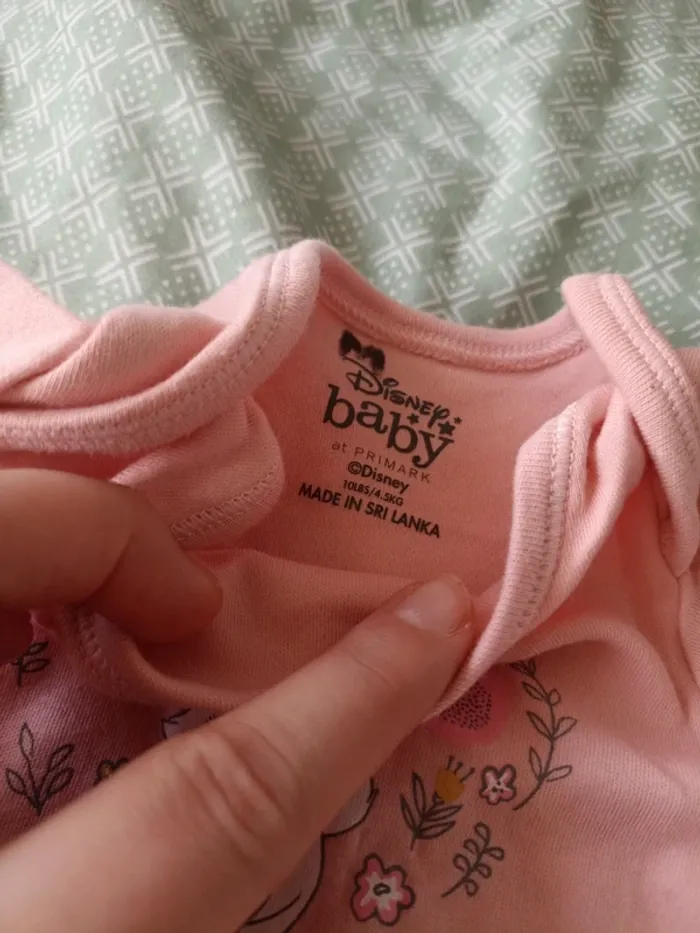 Disney
baby
at PRIMARK
©Disney
10LBS/4.5KG
MADE IN SRI LANKA